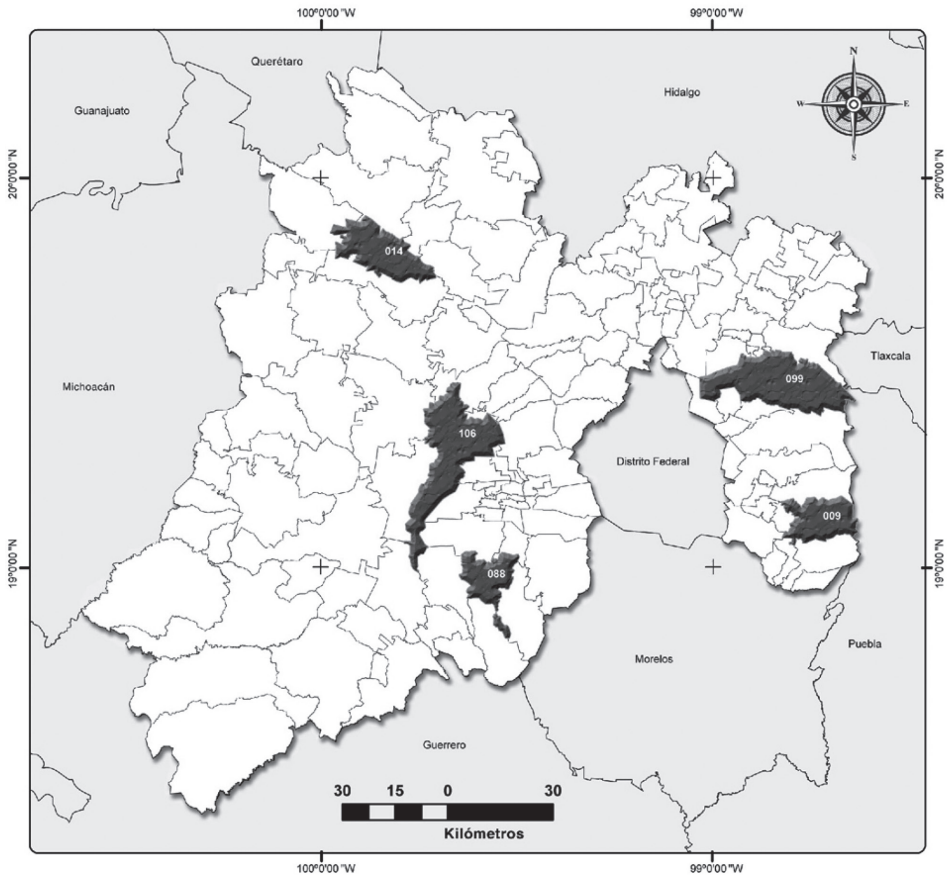 100°0'00"W 99°0'00"W
Querétaro
Guanajuato
Hidalgo
N
W E
S
20°0'00"N 20°0'00"N
014
Tlaxcala
Michoacán
099
106
Distrito Federal
009
19°0'00"N 19°0'00"N
088
Puebla
Morelos
Guerrero
30 15 0 30
Kilómetros
100°0'00"W 99°0'00"W